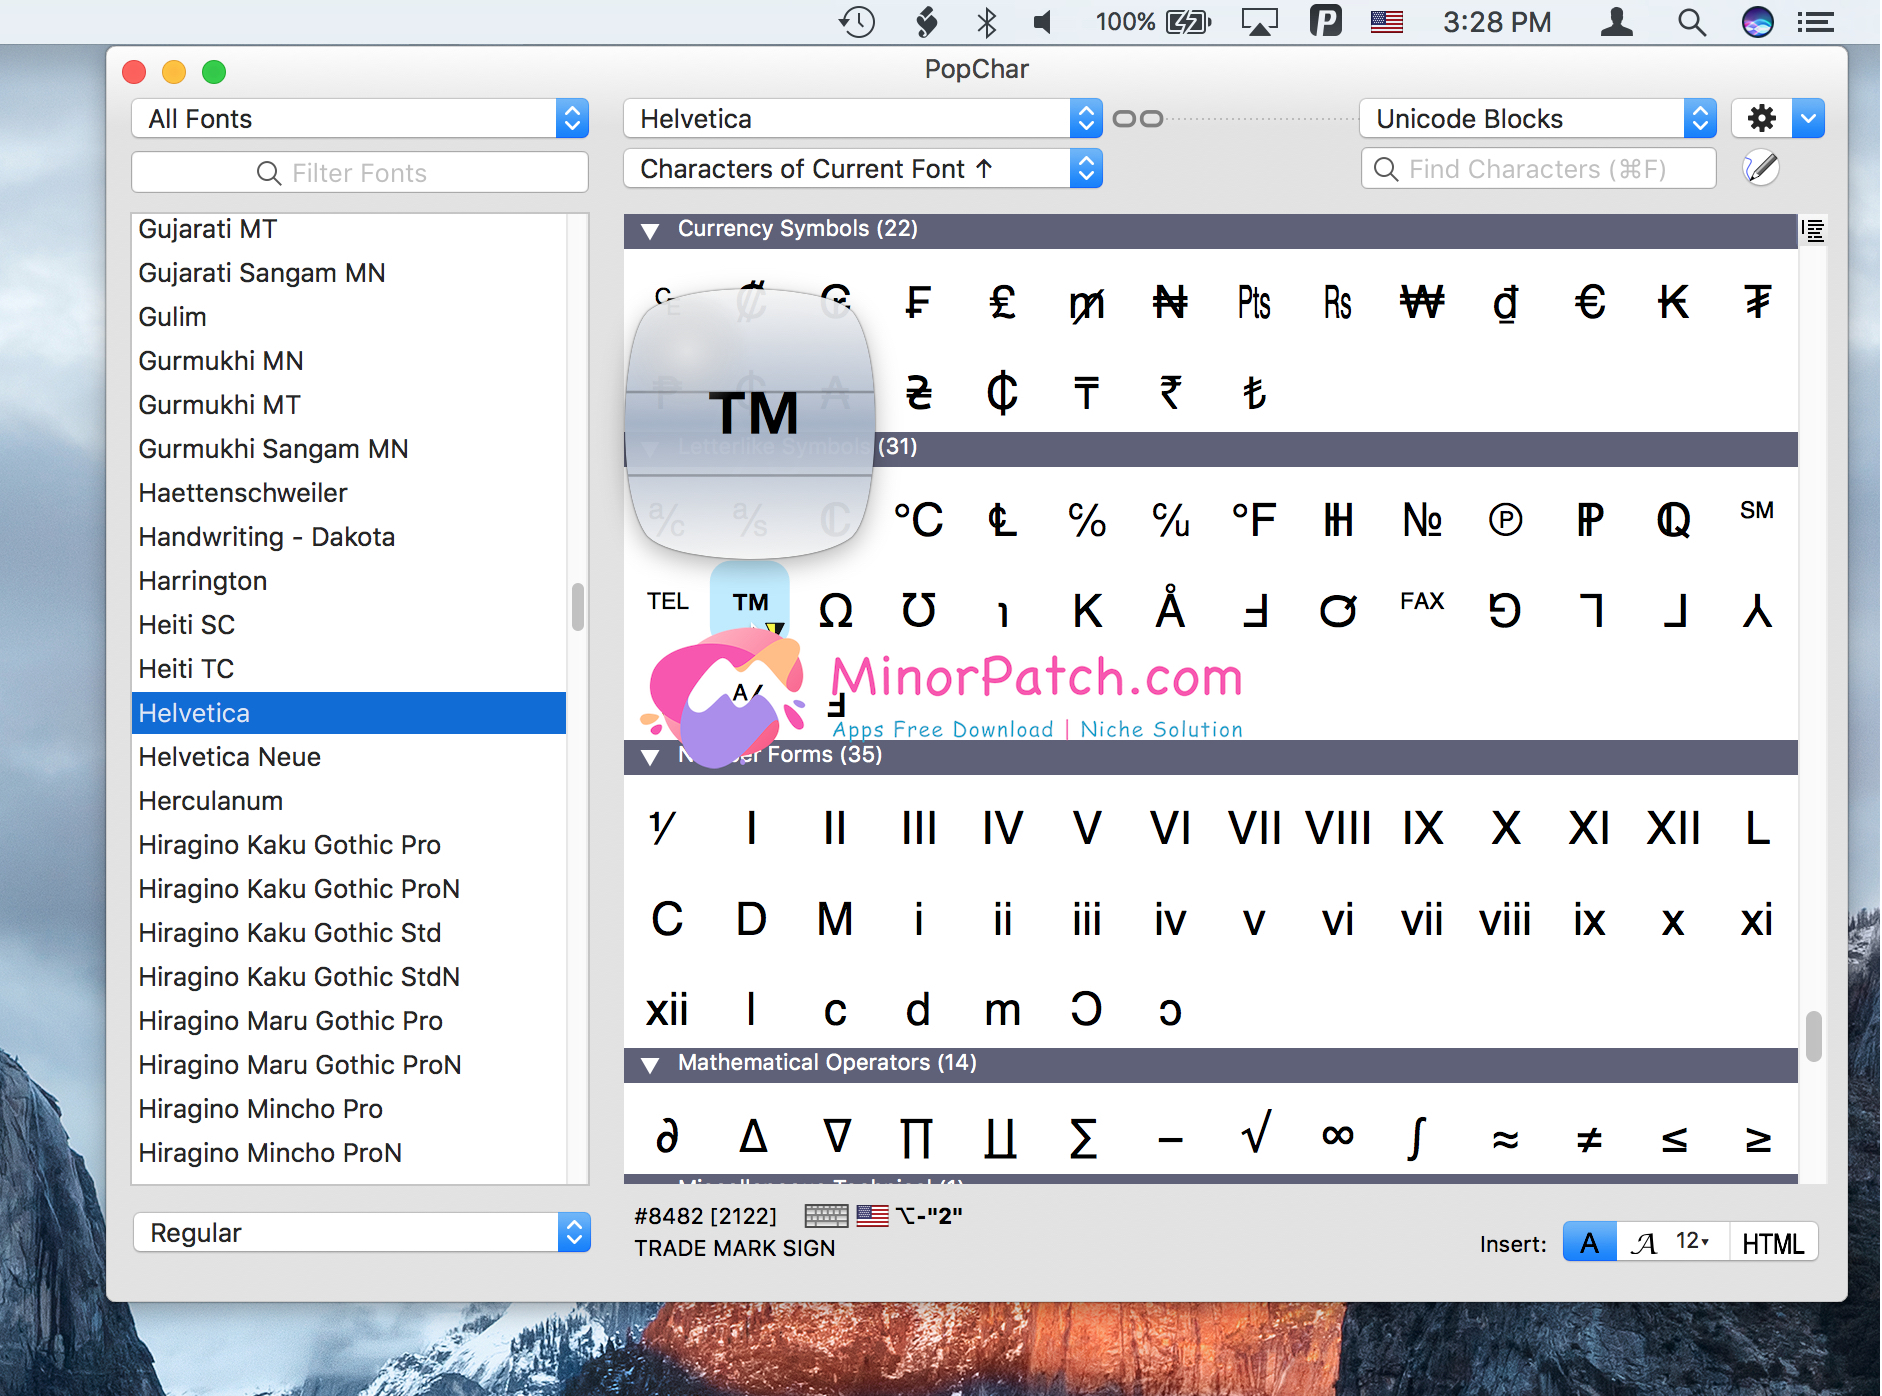 100%
3:28 PM
PopChar
All Fonts
Helvetica
Unicode Blocks
Filter Fonts
Characters of Current Font ↑
Find Characters (⌘F)
Gujarati MT
Gujarati Sangam MN
Gulim
Gurmukhi MN
Gurmukhi MT
Gurmukhi Sangam MN
Haettenschweiler
Handwriting - Dakota
Harrington
Heiti SC
Heiti TC
Helvetica
Helvetica Neue
Herculanum
Hiragino Kaku Gothic Pro
Hiragino Kaku Gothic ProN
Hiragino Kaku Gothic Std
Hiragino Kaku Gothic StdN
Hiragino Maru Gothic Pro
Hiragino Maru Gothic ProN
Hiragino Mincho Pro
Hiragino Mincho ProN
Regular
Currency Symbols (22)
₠ ₡ ₢ ₣ ₤ ₥ ₦ ₧ ₨ ₩ ₫ € ₭ ₮
₱ ₵ ₳ ₴ ₵ ₸ ₹ ₺
TM
Letterlike Symbols (31)
℀ ℁ ℂ ℃ ℄ ℅ ℆ ℉ ℍ № ℗ ℙ ℚ ℠
℡ ™ Ω ℧ ℩ K Å Ⅎ ℺ ℻ ⅁ ⅂ ⅃ ⅄
MinorPatch.com
Apps Free Download | Niche Solution
Number Forms (35)
⅟ Ⅰ Ⅱ Ⅲ Ⅳ Ⅴ Ⅵ Ⅶ Ⅷ Ⅸ Ⅹ Ⅺ Ⅻ Ⅼ
Ⅽ Ⅾ Ⅿ ⅰ ⅱ ⅲ ⅳ ⅴ ⅵ ⅶ ⅷ ⅸ ⅹ ⅺ
ⅻ ⅼ ⅽ ⅾ ⅿ Ↄ ↄ
Mathematical Operators (14)
∂ ∆ ∇ ∏ ∐ ∑ − √ ∞ ∫ ≈ ≠ ≤ ≥
Miscellaneous Technical (1)
#8482 [2122] ⌥-"2"
TRADE MARK SIGN
Insert: A A 12 HTML